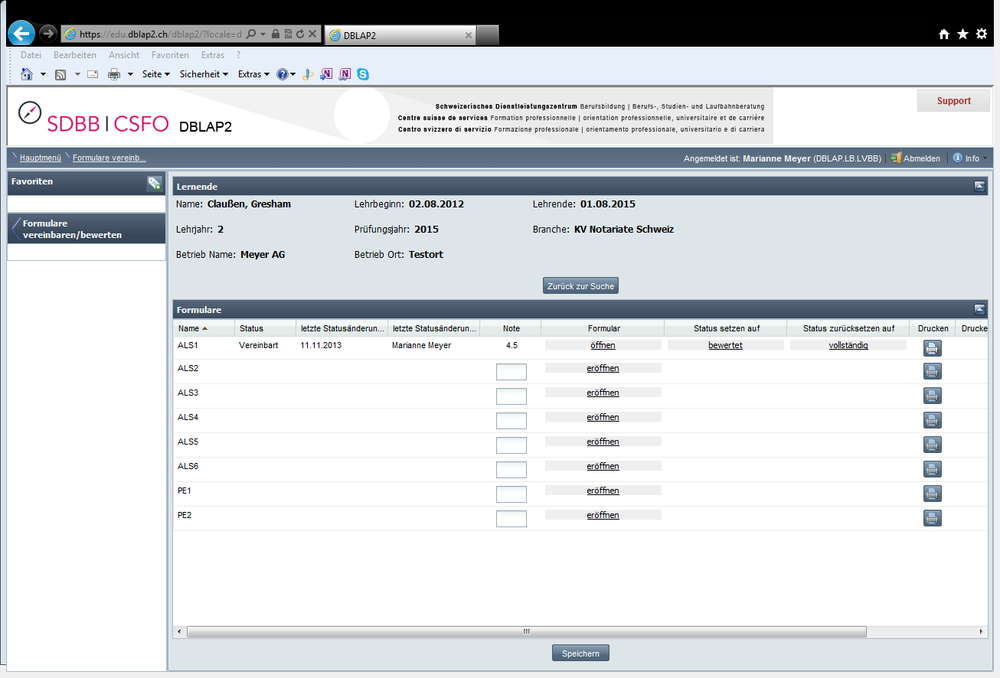 https://edu.dblap2.ch/dblap2/?locale=d
DBLAP2
Datei Bearbeiten Ansicht Favoriten Extras ?
Seite Sicherheit Extras
SDBB | CSFO DBLAP2
Schweizerisches Dienstleistungszentrum Berufsbildung | Berufs-, Studien- und Laufbahnberatung
Centre suisse de services Formation professionnelle | orientation professionnelle, universitaire et de carrière
Centro svizzero di servizio Formazione professionale | orientamento professionale, universitario e di carriera
Support
Hauptmenü Formulare vereinb... Angemeldet ist: Marianne Meyer (DBLAP.LB.LVBB) Abmelden Info
Favoriten
Formulare
vereinbaren/bewerten
Lernende
Name: Claußen, Gresham Lehrbeginn: 02.08.2012 Lehrende: 01.08.2015
Lehrjahr: 2 Prüfungsjahr: 2015 Branche: KV Notariate Schweiz
Betrieb Name: Meyer AG Betrieb Ort: Testort
Zurück zur Suche
Formulare
Name Status letzte Statusänderun... letzte Statusänderun... Note Formular Status setzen auf Status zurücksetzen auf Drucken Drucke
ALS1 Vereinbart 11.11.2013 Marianne Meyer 4.5 öffnen bewertet vollständig
ALS2 eröffnen
ALS3 eröffnen
ALS4 eröffnen
ALS5 eröffnen
ALS6 eröffnen
PE1 eröffnen
PE2 eröffnen
Speichern